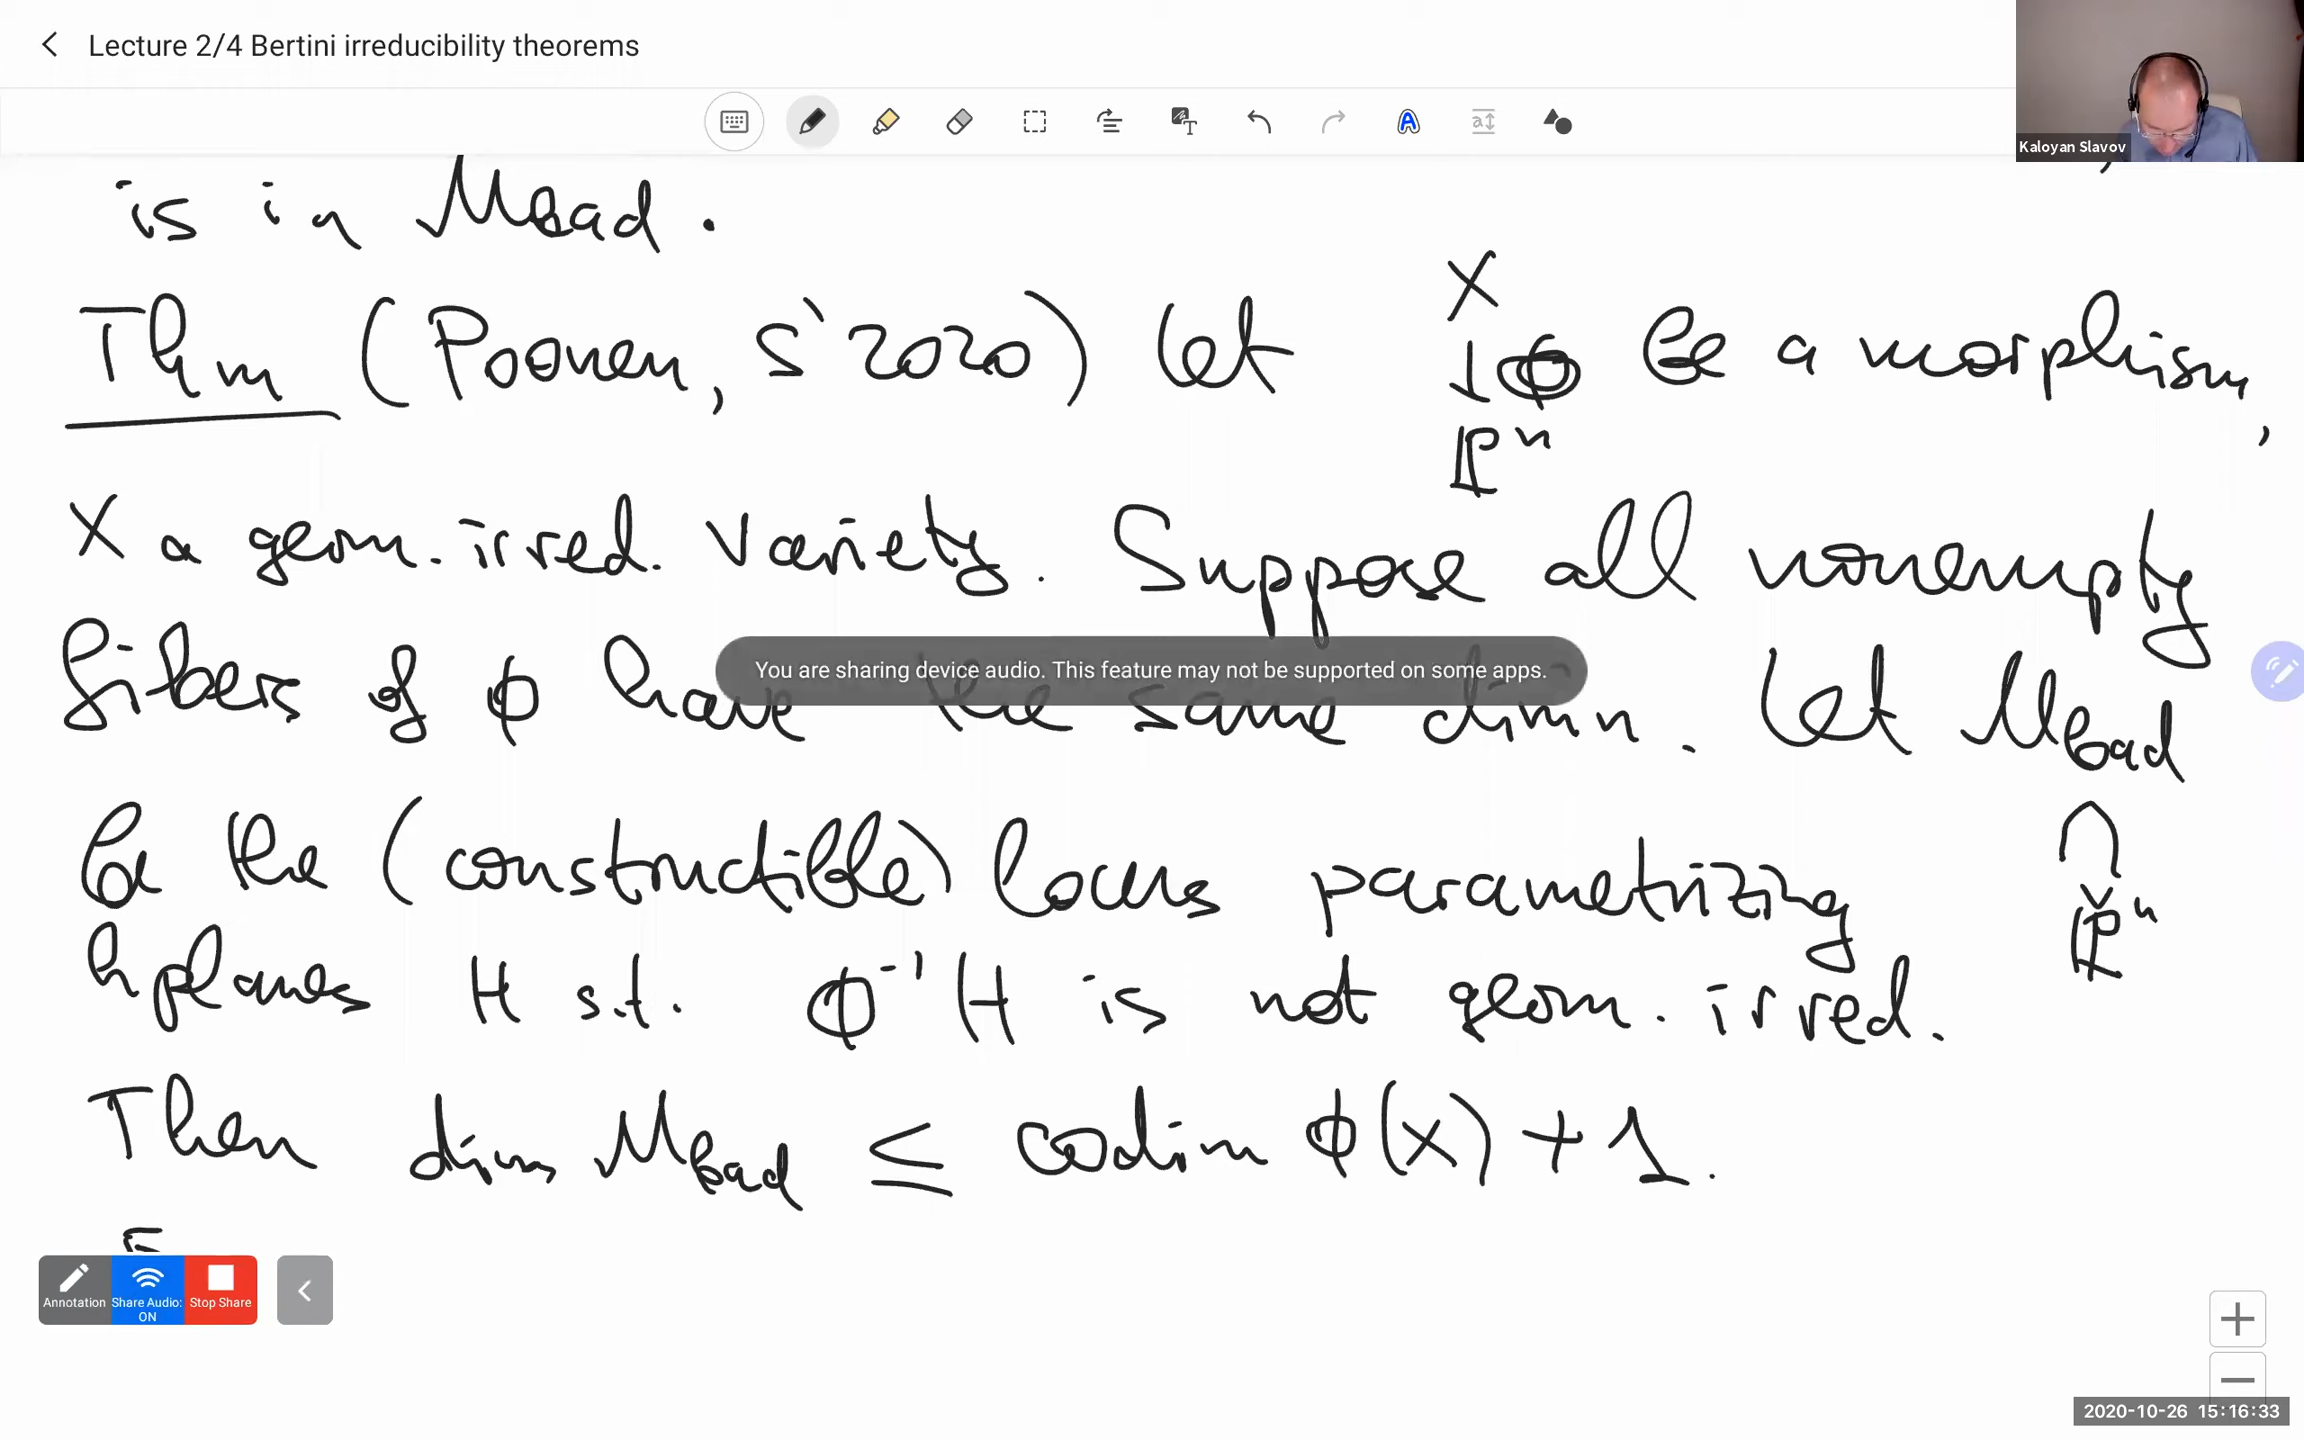 Lecture 2/4 Bertini irreducibility theorems
Kaloyan Slavov
is in Mbad.
Thm (Poonen, S' 2020) Let X ↓ϕ ℙⁿ be a morphism,
X a geom. irred. variety. Suppose all nonempty
fibers of ϕ have the same dim'n. Let Mbad
You are sharing device audio. This feature may not be supported on some apps.
be the (constructible) locus parametrizing ∩ ℙ̌ⁿ
hplanes H s.t. ϕ⁻¹H is not geom. irred.
Then dim Mbad ≤ codim ϕ(X) + 1.
Annotation
Share Audio: ON
Stop Share
2020-10-26 15:16:33